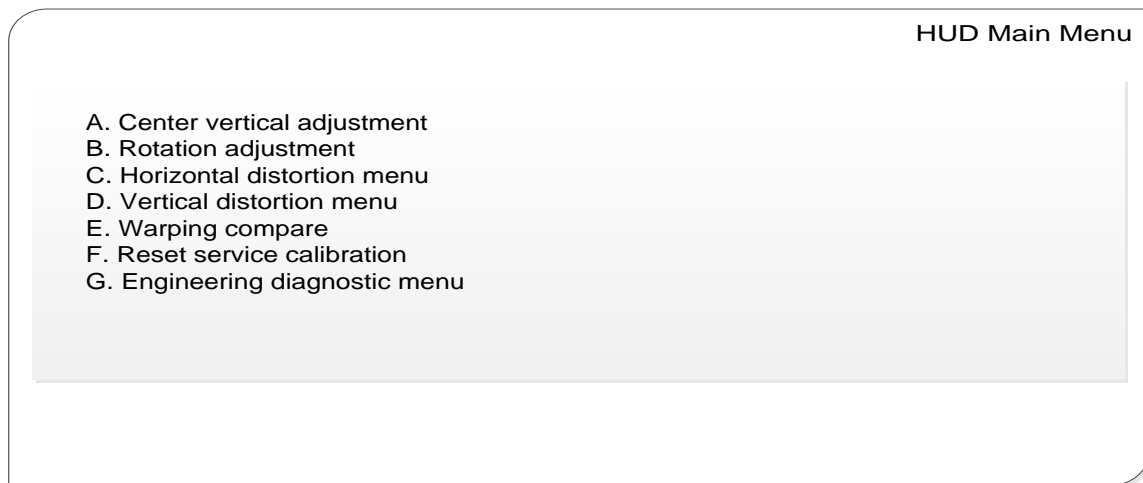 HUD Main Menu
A. Center vertical adjustment
B. Rotation adjustment
C. Horizontal distortion menu
D. Vertical distortion menu
E. Warping compare
F. Reset service calibration
G. Engineering diagnostic menu